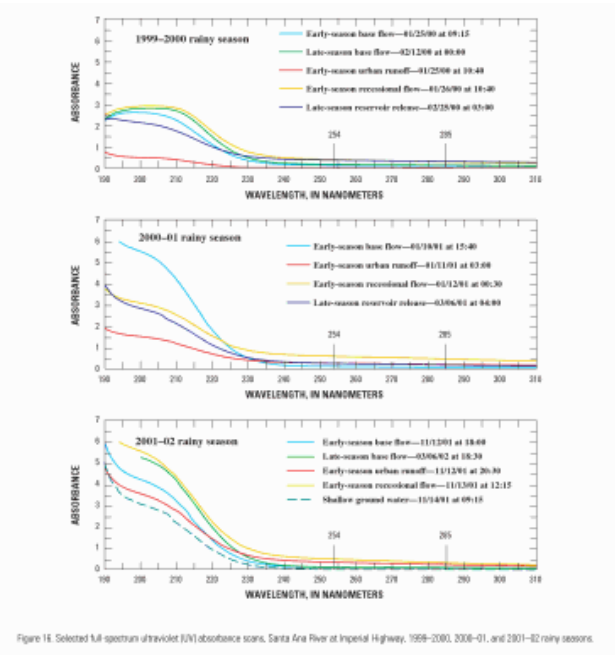 7
6
5
4
3
2
1
0
ABSORBANCE
1999–2000 rainy season
Early-season base flow—01/25/00 at 09:15
Late-season base flow—02/12/00 at 00:00
Early-season urban runoff—01/25/00 at 10:40
Early-season recessional flow—01/26/00 at 10:40
Late-season reservoir release—02/25/00 at 03:00
254
285
190 200 210 220 230 240 250 260 270 280 290 300 310
WAVELENGTH, IN NANOMETERS
7
6
5
4
3
2
1
0
ABSORBANCE
2000–01 rainy season
Early-season base flow—01/10/01 at 15:40
Early-season urban runoff—01/11/01 at 03:00
Early-season recessional flow—01/12/01 at 00:30
Late-season reservoir release—03/06/01 at 04:00
254
285
190 200 210 220 230 240 250 260 270 280 290 300 310
WAVELENGTH, IN NANOMETERS
7
6
5
4
3
2
1
0
ABSORBANCE
2001–02 rainy season
Early-season base flow—11/12/01 at 18:00
Late-season base flow—03/06/02 at 18:30
Early-season urban runoff—11/12/01 at 20:30
Early-season recessional flow—11/13/01 at 12:15
Shallow ground water—11/14/01 at 09:15
254
285
190 200 210 220 230 240 250 260 270 280 290 300 310
WAVELENGTH, IN NANOMETERS
Figure 16. Selected full-spectrum ultraviolet (UV) absorbance scans, Santa Ana River at Imperial Highway, 1999–2000, 2000–01, and 2001–02 rainy seasons.